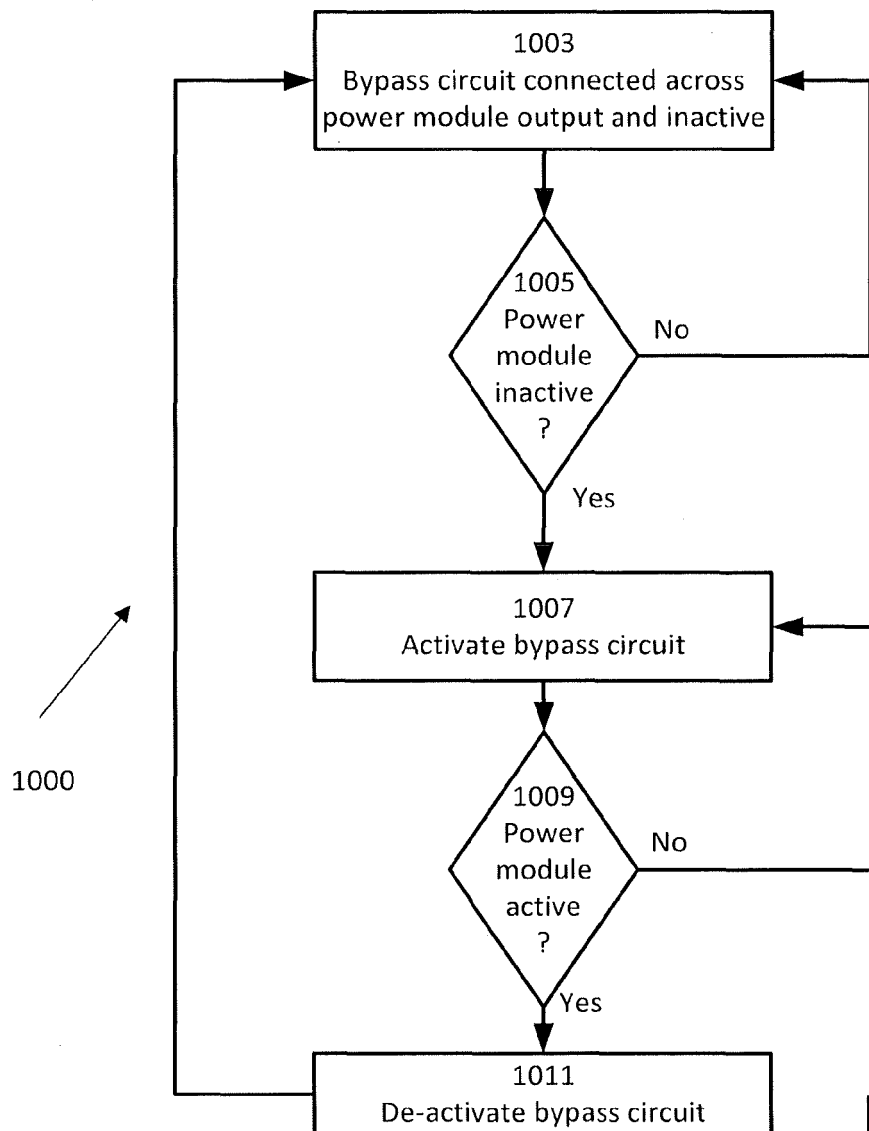 1003
Bypass circuit connected across
power module output and inactive
1005
Power
module
inactive
?
No
Yes
1007
Activate bypass circuit
1000
1009
Power
module
active
?
No
Yes
1011
De-activate bypass circuit